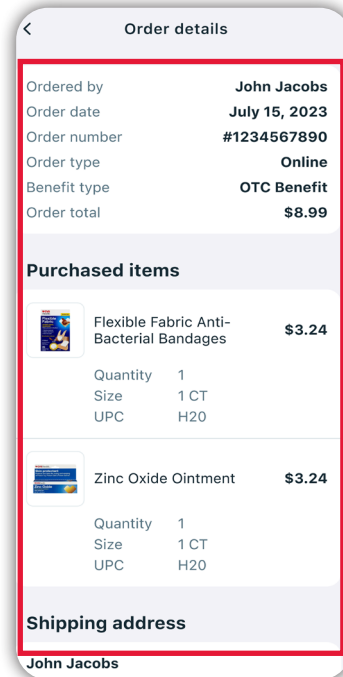 Order details
Ordered by John Jacobs
Order date July 15, 2023
Order number #1234567890
Order type Online
Benefit type OTC Benefit
Order total $8.99
Purchased items
Flexible Fabric Anti-
Bacterial Bandages $3.24
Quantity 1
Size 1 CT
UPC H20
Zinc Oxide Ointment $3.24
Quantity 1
Size 1 CT
UPC H20
Shipping address
John Jacobs